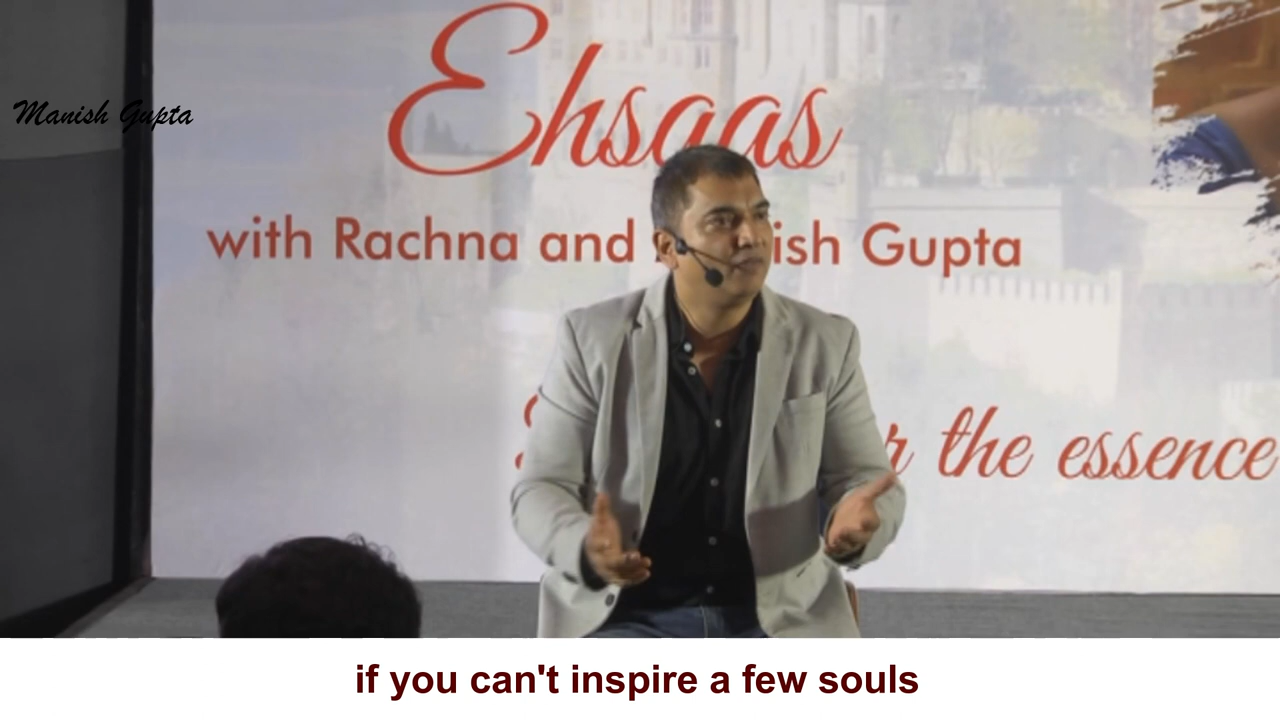 Ehsaas
Manish Gupta
with Rachna and ish Gupta
the essence
if you can't inspire a few souls